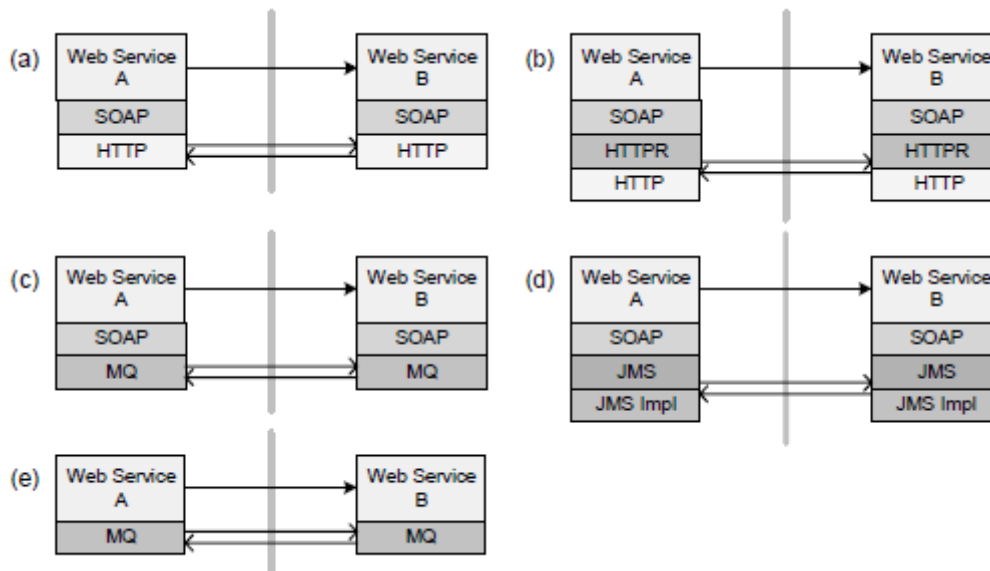 (a)
Web Service
A
SOAP
HTTP
Web Service
B
SOAP
HTTP
(b)
Web Service
A
SOAP
HTTPR
HTTP
Web Service
B
SOAP
HTTPR
HTTP
(c)
Web Service
A
SOAP
MQ
Web Service
B
SOAP
MQ
(d)
Web Service
A
SOAP
JMS
JMS Impl
Web Service
B
SOAP
JMS
JMS Impl
(e)
Web Service
A
MQ
Web Service
B
MQ